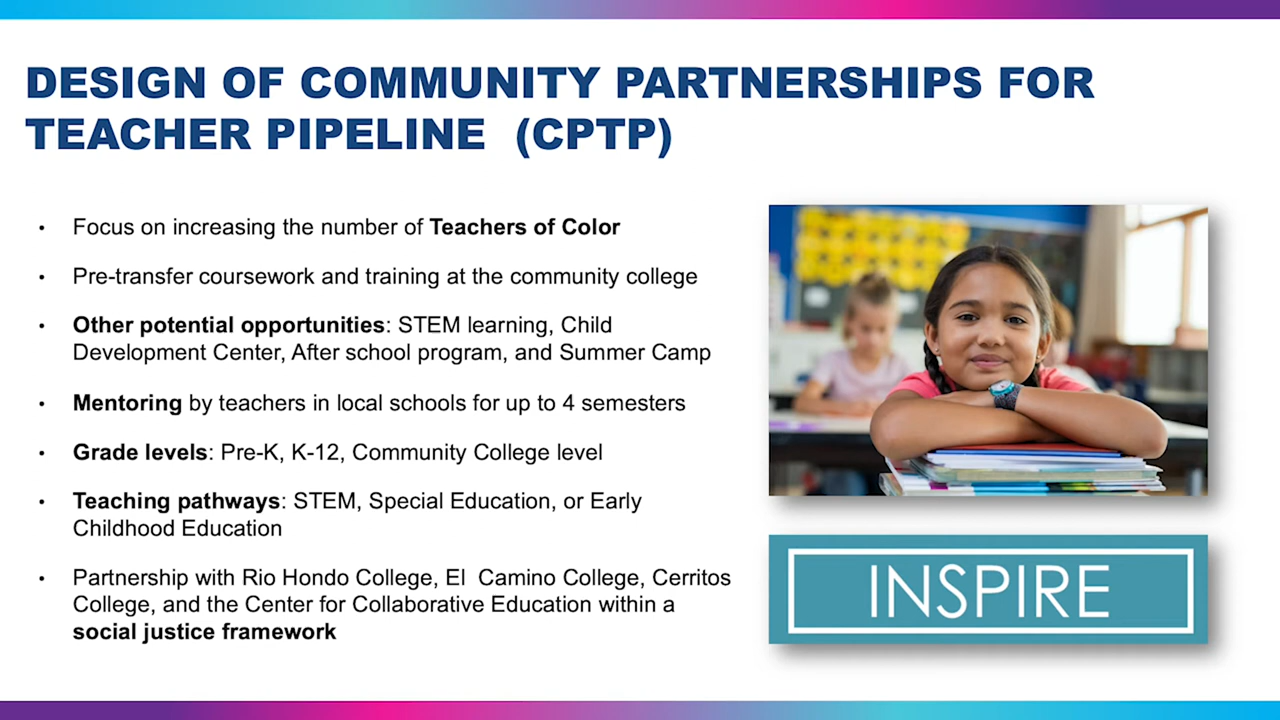 DESIGN OF COMMUNITY PARTNERSHIPS FOR
TEACHER PIPELINE (CPTP)
• Focus on increasing the number of Teachers of Color
• Pre-transfer coursework and training at the community college
• Other potential opportunities: STEM learning, Child
Development Center, After school program, and Summer Camp
• Mentoring by teachers in local schools for up to 4 semesters
• Grade levels: Pre-K, K-12, Community College level
• Teaching pathways: STEM, Special Education, or Early
Childhood Education
• Partnership with Rio Hondo College, El Camino College, Cerritos
College, and the Center for Collaborative Education within a
social justice framework
INSPIRE